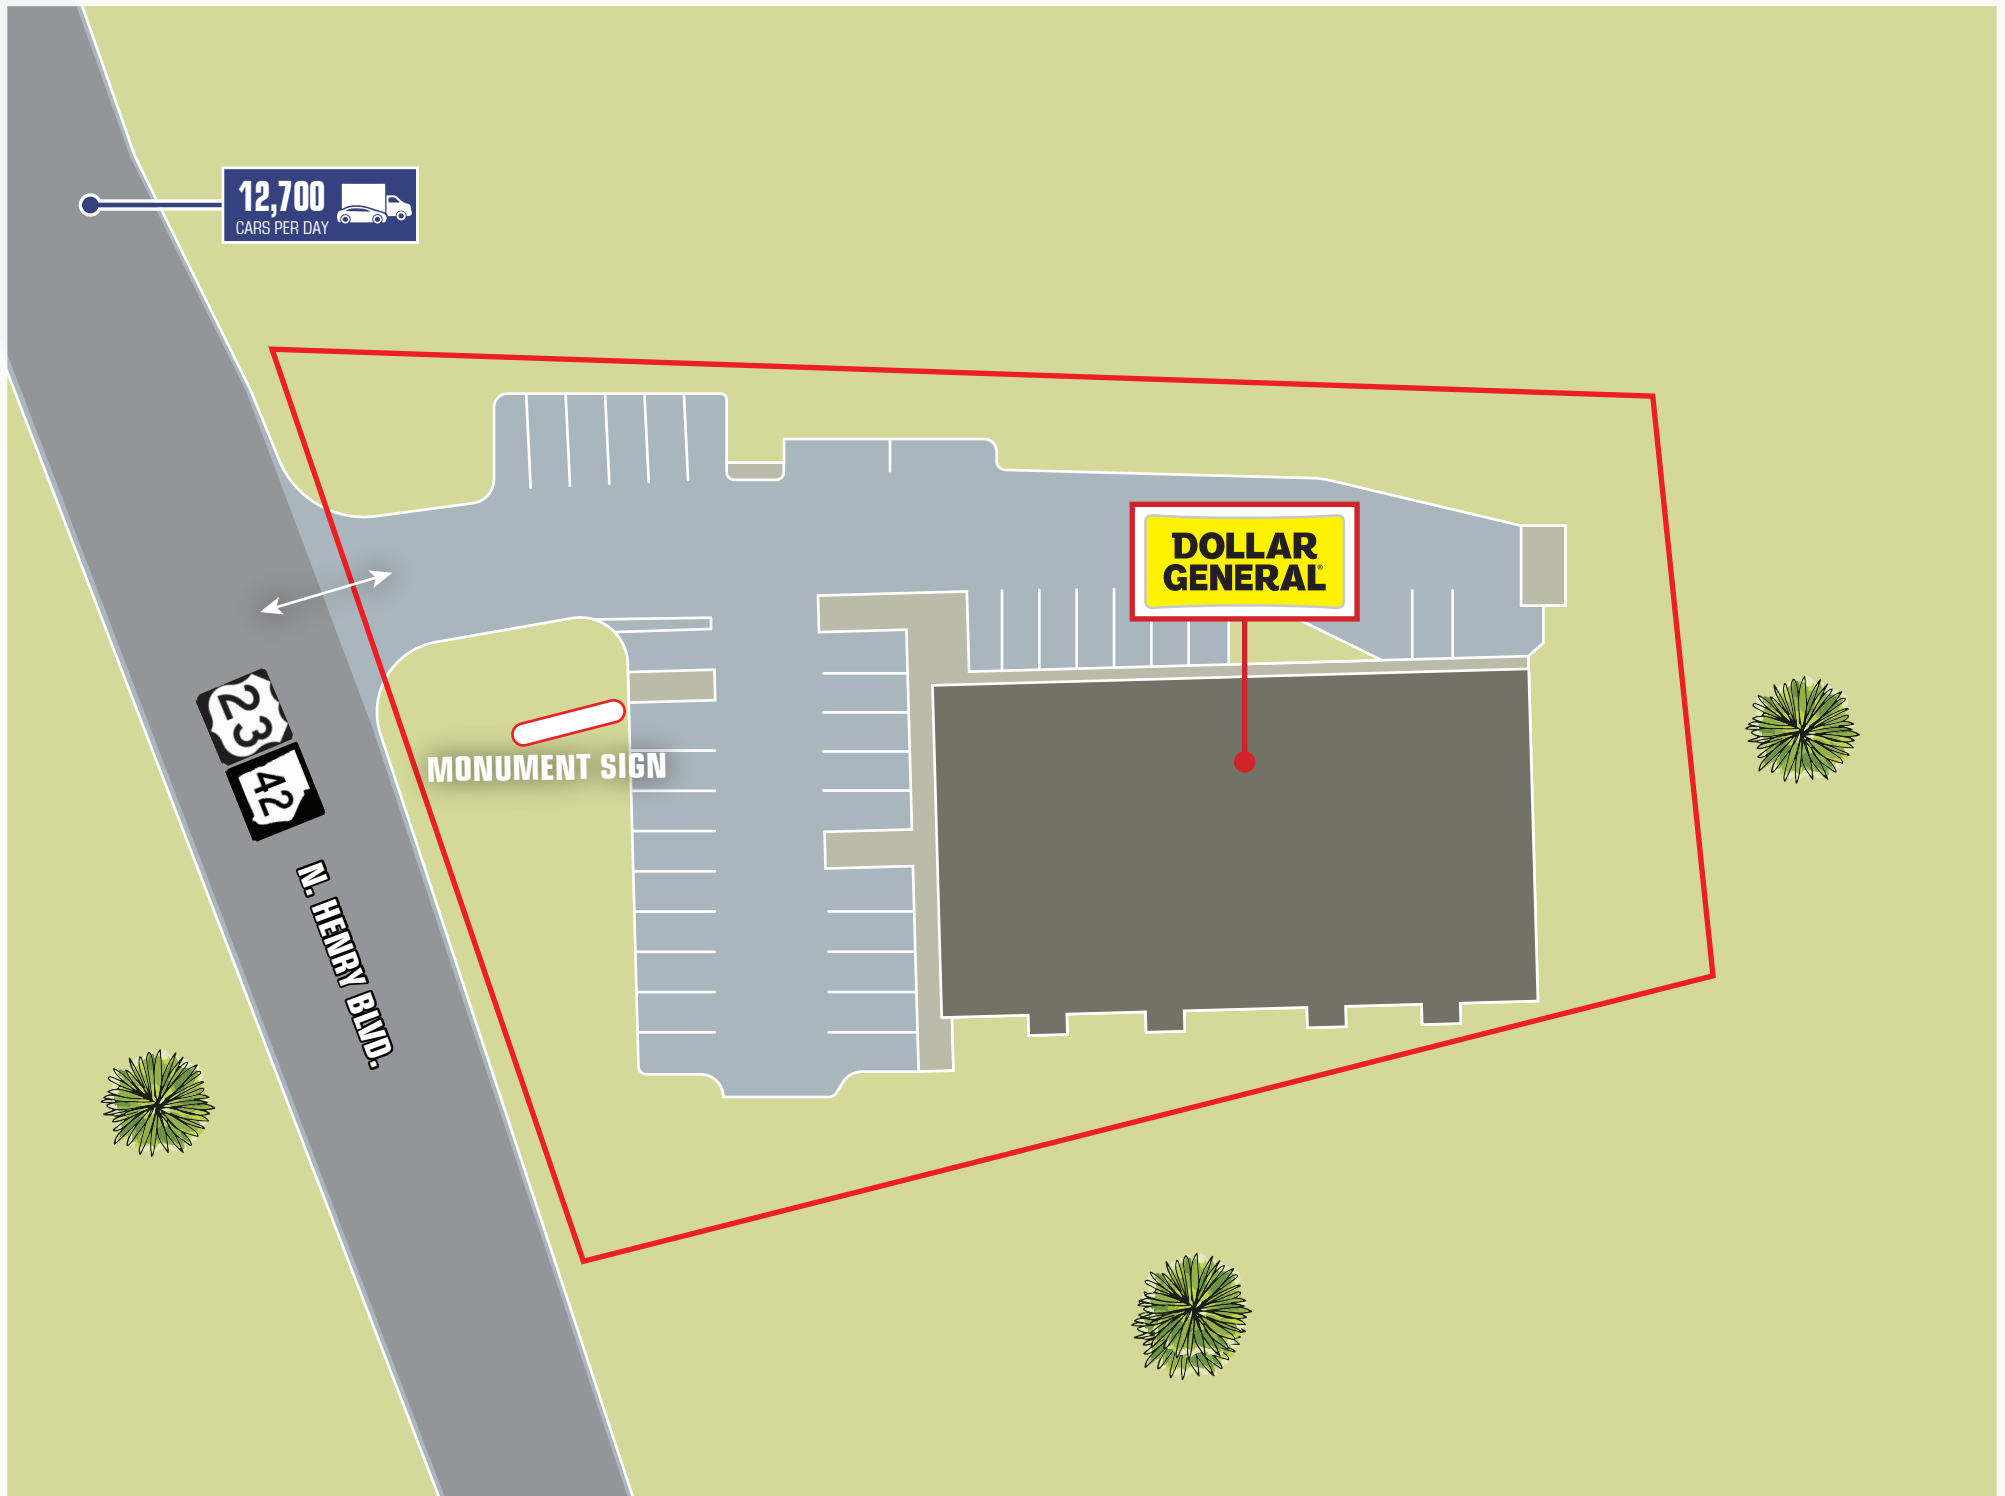 12,700
CARS PER DAY
DOLLAR
GENERAL®
MONUMENT SIGN
23
42
N. HENRY BLVD.